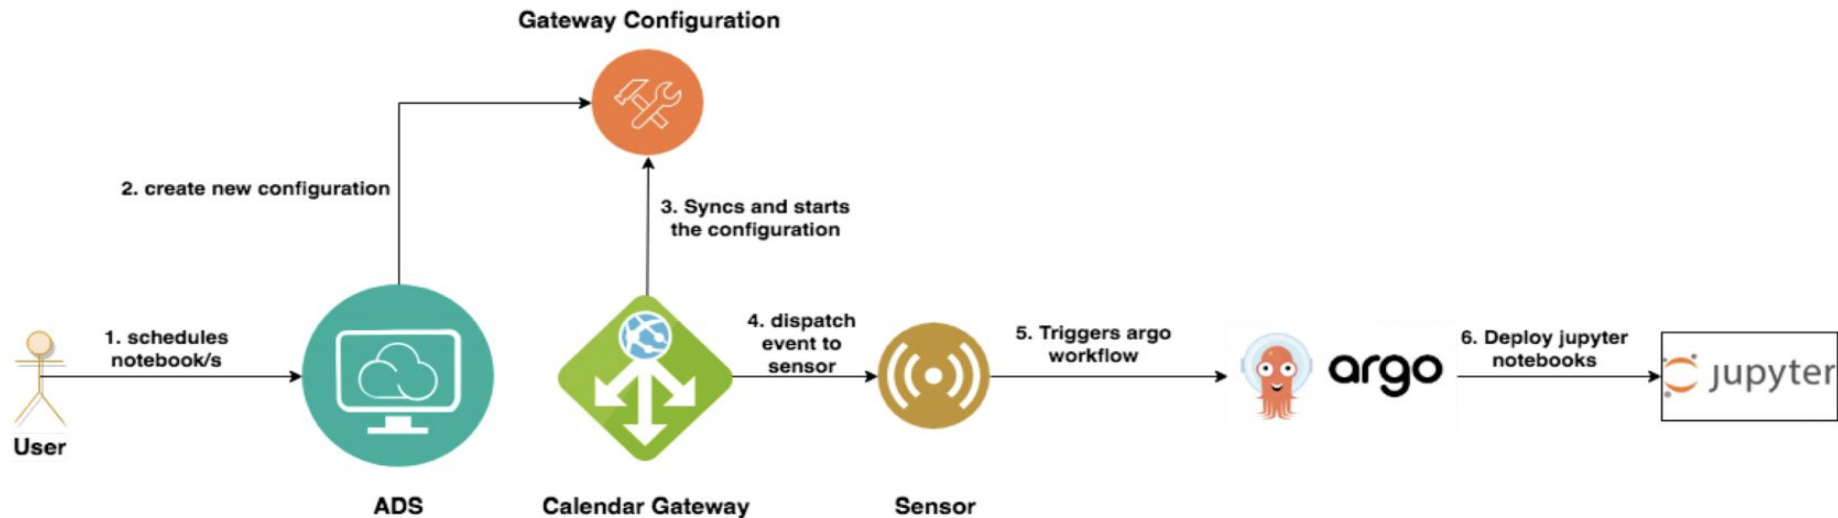 Gateway Configuration
2. create new configuration
3. Syncs and starts
the configuration
1. schedules
notebook/s
4. dispatch
event to
sensor
5. Triggers argo
workflow
argo
6. Deploy jupyter
notebooks
jupyter
User
ADS
Calendar Gateway
Sensor